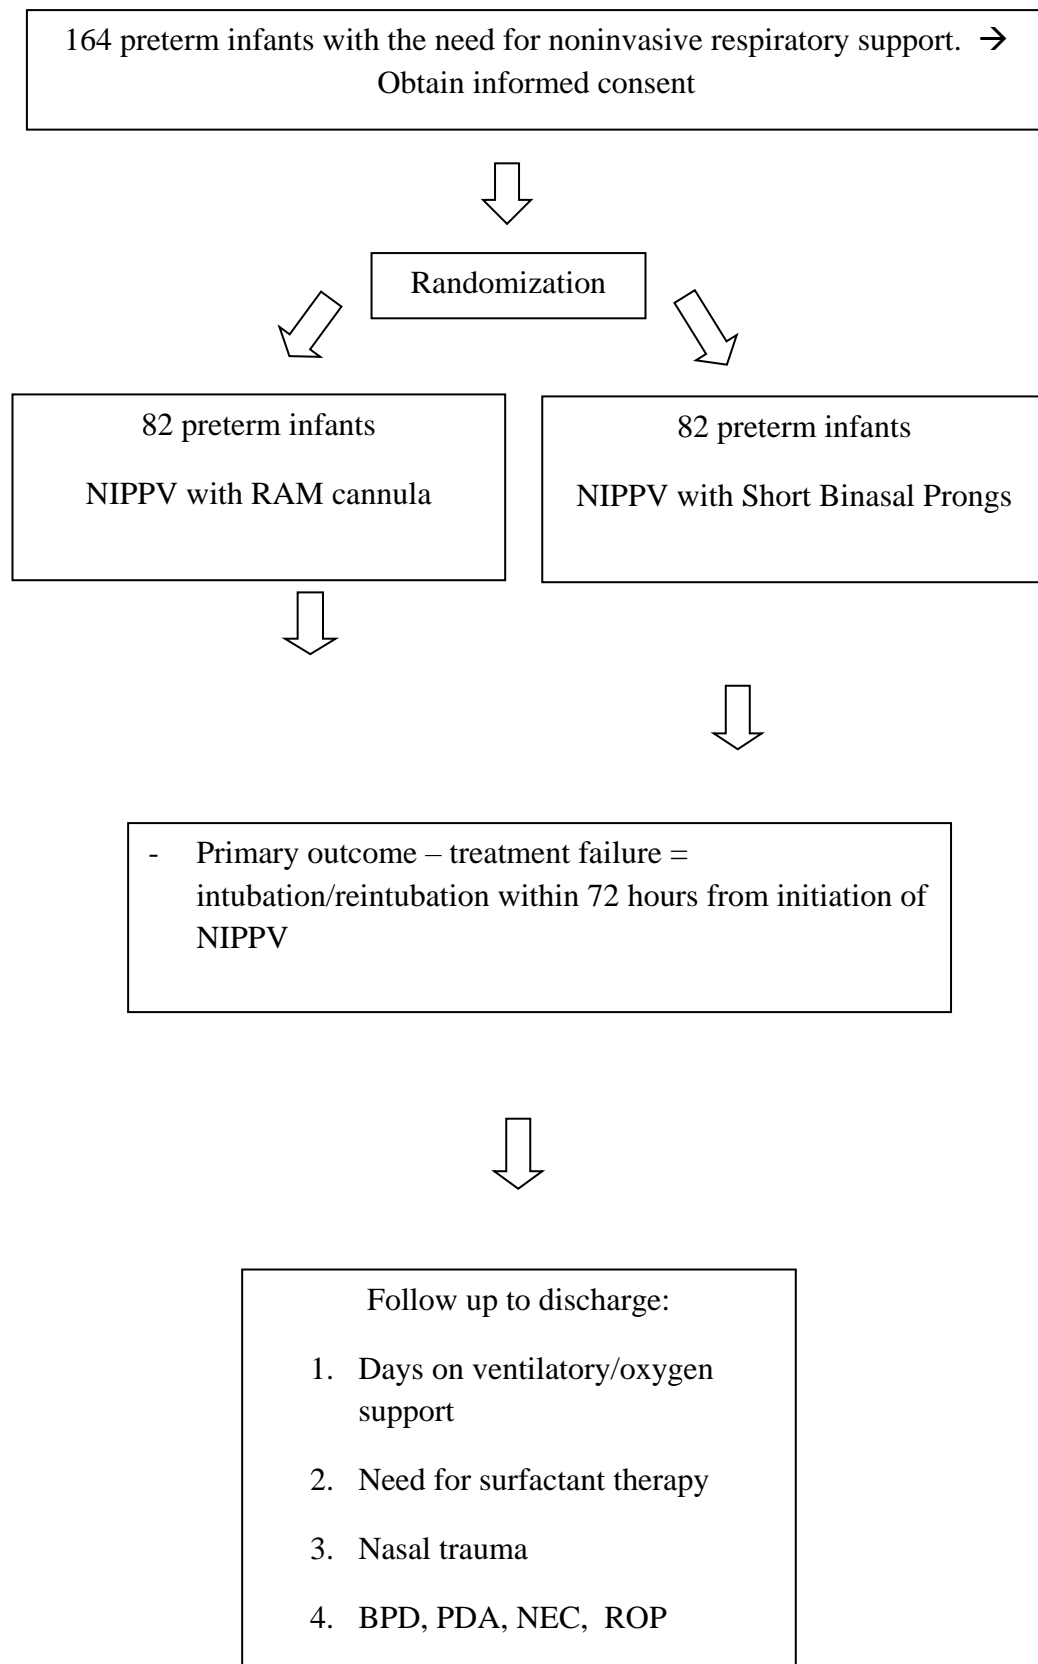 164 preterm infants with the need for noninvasive respiratory support. →
Obtain informed consent
Randomization
82 preterm infants
NIPPV with RAM cannula
82 preterm infants
NIPPV with Short Binasal Prongs
- Primary outcome – treatment failure =
intubation/reintubation within 72 hours from initiation of
NIPPV
Follow up to discharge:
1. Days on ventilatory/oxygen
support
2. Need for surfactant therapy
3. Nasal trauma
4. BPD, PDA, NEC, ROP